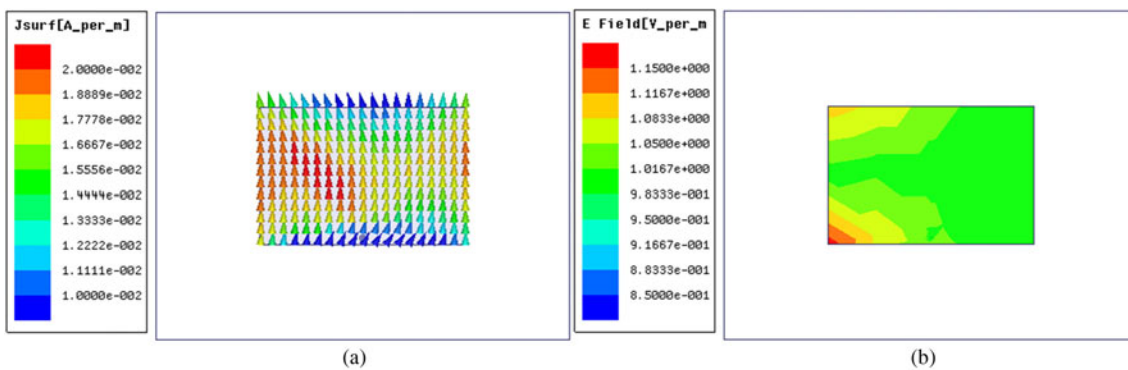 Jsurf[A_per_m]
2.0000e-002
1.8889e-002
1.7778e-002
1.6667e-002
1.5556e-002
1.4444e-002
1.3333e-002
1.2222e-002
1.1111e-002
1.0000e-002
(a)
E Field[V_per_m
1.1500e+000
1.1167e+000
1.0833e+000
1.0500e+000
1.0167e+000
9.8333e-001
9.5000e-001
9.1667e-001
8.8333e-001
8.5000e-001
(b)